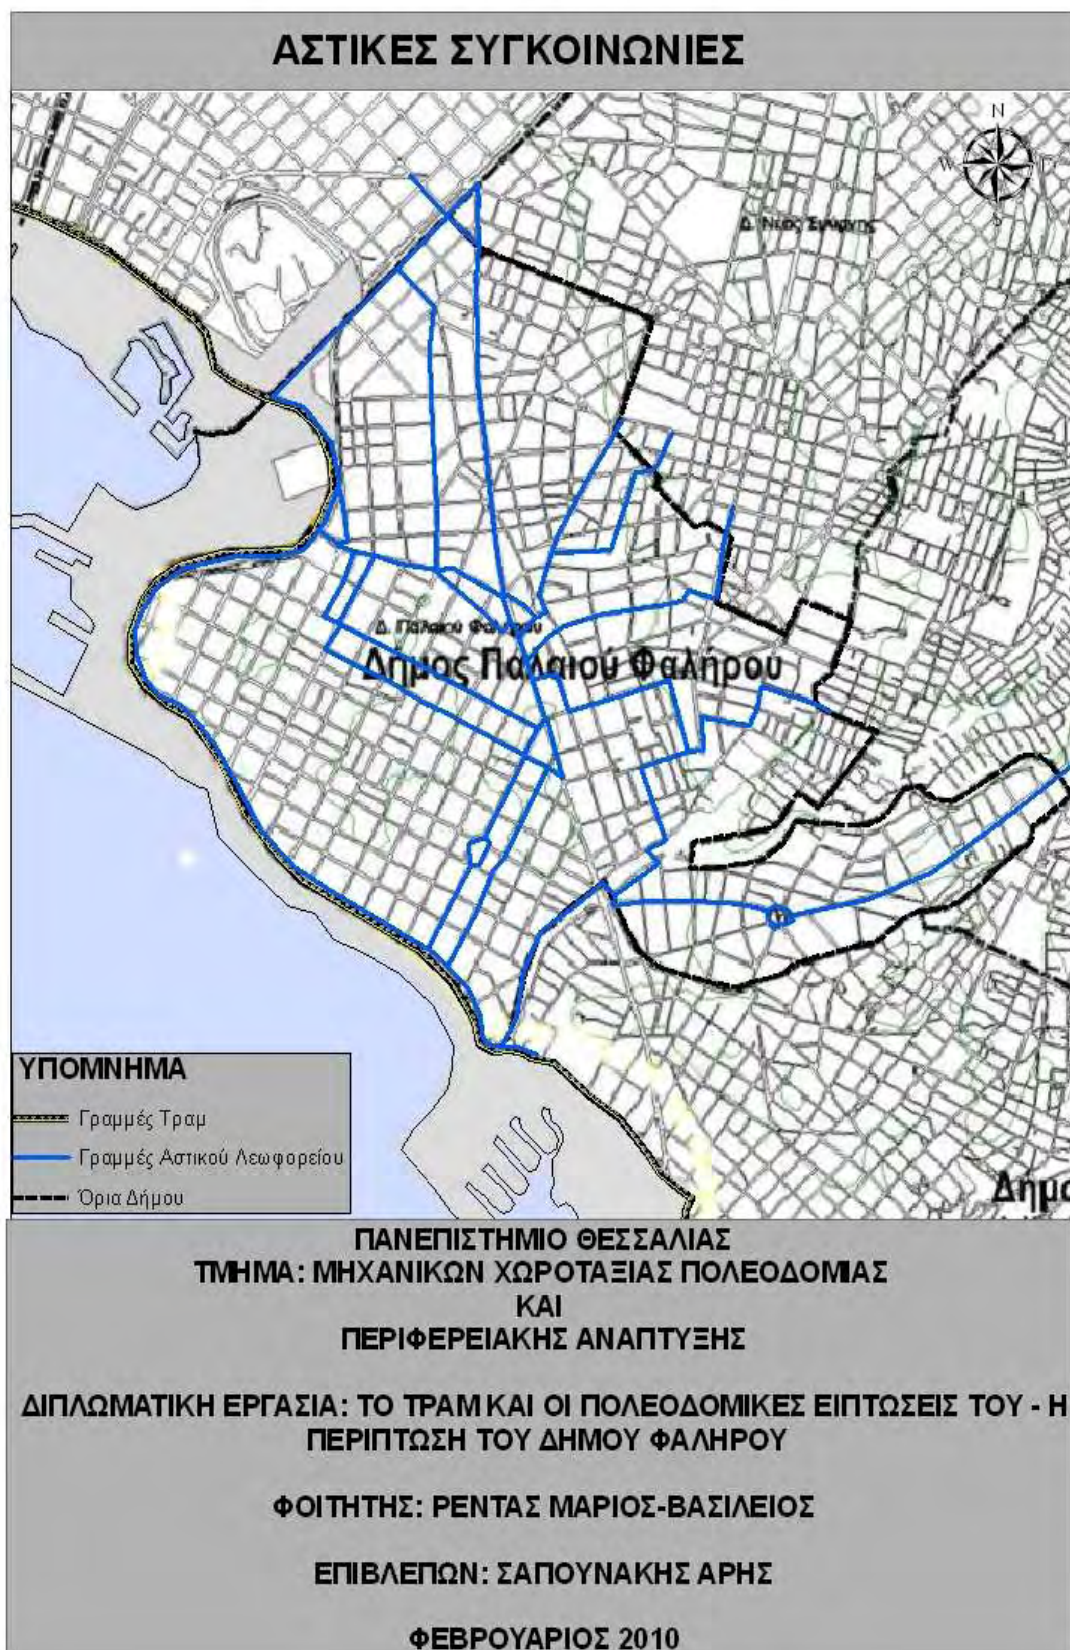 ΑΣΤΙΚΕΣ ΣΥΓΚΟΙΝΩΝΙΕΣ
N
W
Δ. Παλαιού Φαλήρου
Δήμος Παλαιού Φαλήρου
ΥΠΟΜΝΗΜΑ
Γραμμές Τραμ
Γραμμές Αστικού Λεωφορείου
Όρια Δήμου
Δήμο
ΠΑΝΕΠΙΣΤΗΜΙΟ ΘΕΣΣΑΛΙΑΣ
ΤΜΗΜΑ: ΜΗΧΑΝΙΚΩΝ ΧΩΡΟΤΑΞΙΑΣ ΠΟΛΕΟΔΟΜΙΑΣ
ΚΑΙ
ΠΕΡΙΦΕΡΕΙΑΚΗΣ ΑΝΑΠΤΥΞΗΣ
ΔΙΠΛΩΜΑΤΙΚΗ ΕΡΓΑΣΙΑ: ΤΟ ΤΡΑΜ ΚΑΙ ΟΙ ΠΟΛΕΟΔΟΜΙΚΕΣ ΕΙΠΤΩΣΕΙΣ ΤΟΥ - Η
ΠΕΡΙΠΤΩΣΗ ΤΟΥ ΔΗΜΟΥ ΦΑΛΗΡΟΥ
ΦΟΙΤΗΤΗΣ: ΡΕΝΤΑΣ ΜΑΡΙΟΣ-ΒΑΣΙΛΕΙΟΣ
ΕΠΙΒΛΕΠΩΝ: ΣΑΠΟΥΝΑΚΗΣ ΑΡΗΣ
ΦΕΒΡΟΥΑΡΙΟΣ 2010